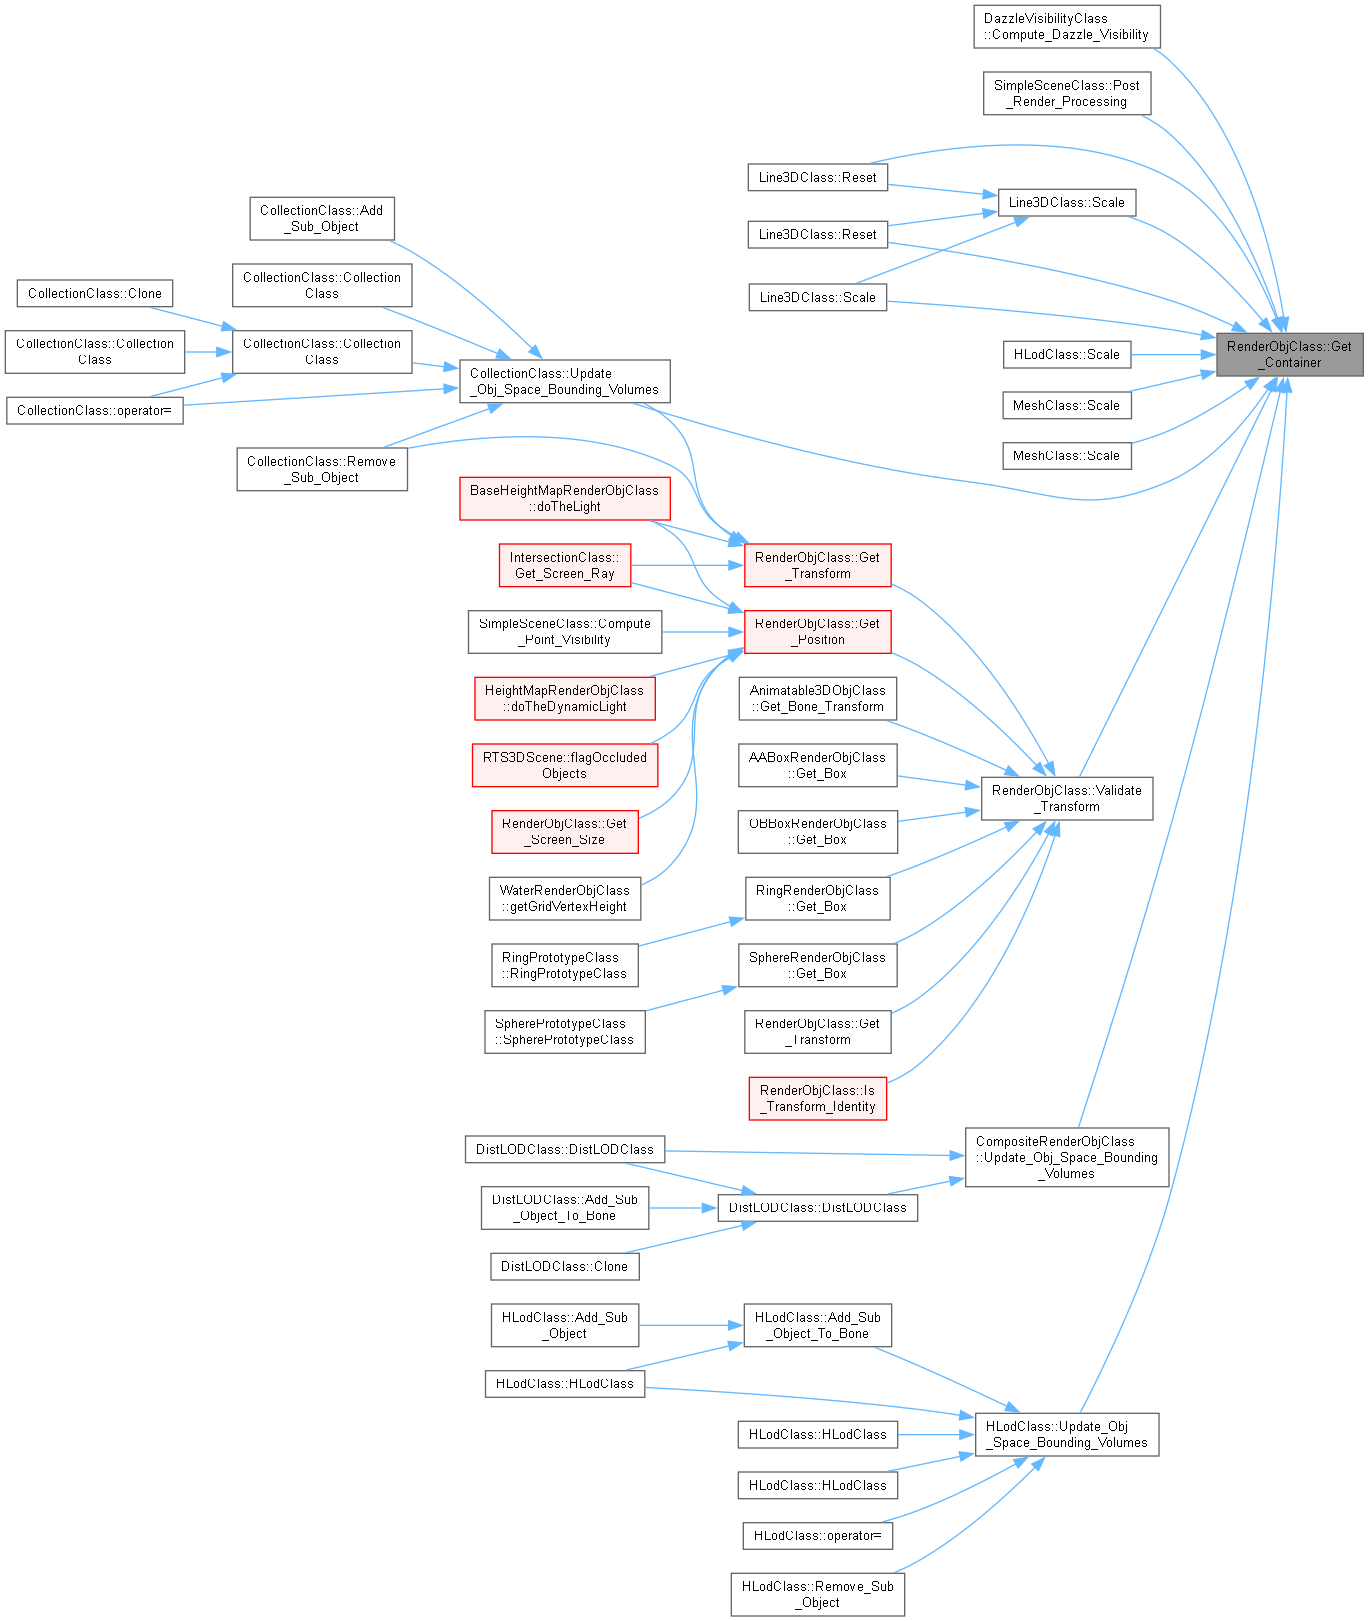 DazzleVisibilityClass
::Compute_Dazzle_Visibility
SimpleSceneClass::Post
_Render_Processing
Line3DClass::Reset
Line3DClass::Scale
Line3DClass::Reset
Line3DClass::Scale
RenderObjClass::Get
_Container
HLodClass::Scale
MeshClass::Scale
MeshClass::Scale
CollectionClass::Add
_Sub_Object
CollectionClass::Collection
Class
CollectionClass::Clone
CollectionClass::Collection
Class
CollectionClass::Collection
Class
CollectionClass::operator=
CollectionClass::Update
_Obj_Space_Bounding_Volumes
CollectionClass::Remove
_Sub_Object
BaseHeightMapRenderObjClass
::doTheLight
IntersectionClass::
Get_Screen_Ray
RenderObjClass::Get
_Transform
SimpleSceneClass::Compute
_Point_Visibility
RenderObjClass::Get
_Position
HeightMapRenderObjClass
::doTheDynamicLight
Animatable3DObjClass
::Get_Bone_Transform
RTS3DScene::flagOccluded
Objects
AABoxRenderObjClass
::Get_Box
RenderObjClass::Validate
_Transform
RenderObjClass::Get
_Screen_Size
OBBoxRenderObjClass
::Get_Box
WaterRenderObjClass
::getGridVertexHeight
RingRenderObjClass
::Get_Box
RingPrototypeClass
::RingPrototypeClass
SphereRenderObjClass
::Get_Box
SpherePrototypeClass
::SpherePrototypeClass
RenderObjClass::Get
_Transform
RenderObjClass::Is
_Transform_Identity
DistLODClass::DistLODClass
CompositeRenderObjClass
::Update_Obj_Space_Bounding
_Volumes
DistLODClass::Add_Sub
_Object_To_Bone
DistLODClass::DistLODClass
DistLODClass::Clone
HLodClass::Add_Sub
_Object
HLodClass::Add_Sub
_Object_To_Bone
HLodClass::HLodClass
HLodClass::Update_Obj
_Space_Bounding_Volumes
HLodClass::HLodClass
HLodClass::HLodClass
HLodClass::operator=
HLodClass::Remove_Sub
_Object